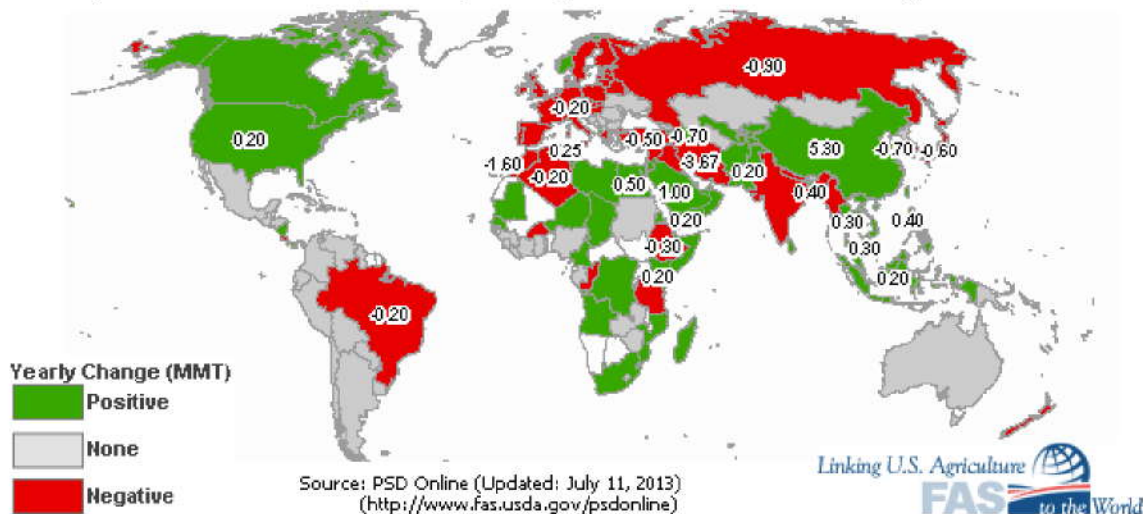 -0.90
-0.20
0.20
-0.50
-0.70
5.30
-0.70
-0.60
0.25
-1.60
-3.67
0.20
-0.20
0.50
1.00
-0.40
0.20
0.30
0.40
-0.30
0.30
0.20
0.20
-0.20
Yearly Change (MMT)
Positive
None
Negative
Source: PSD Online (Updated: July 11, 2013)
(http://www.fas.usda.gov/psdonline)
Linking U.S. Agriculture
FAS
to the World